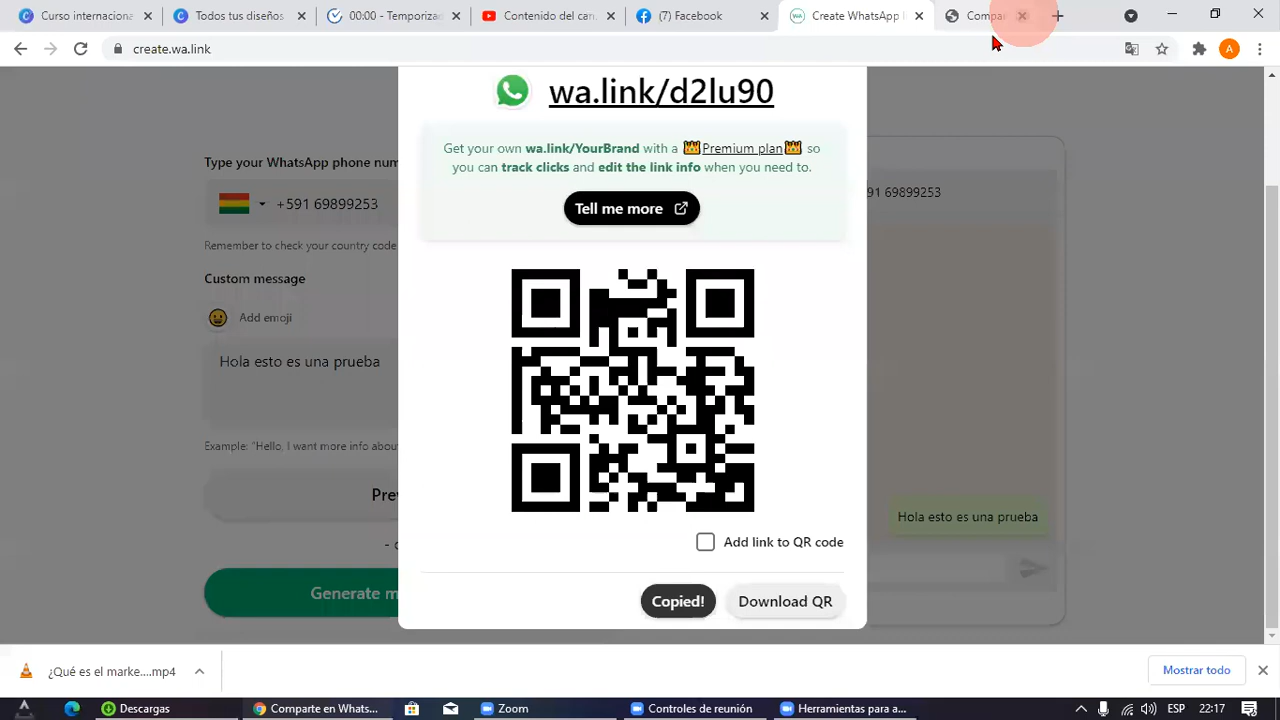 Curso internacional
Todos tus diseños
00:00 - Temporiza
Contenido del car
(7) Facebook
Create WhatsApp l
Compar
create.wa.link
A
wa.link/d2lu90
Get your own wa.link/YourBrand with a Premium plan so
you can track clicks and edit the link info when you need to.
Tell me more
Type your WhatsApp phone num
+591 69899253
Remember to check your country code
Custom message
Add emoji
Hola esto es una prueba
Example: "Hello, I want more info abou
Prev
Generate m
91 69899253
Hola esto es una prueba
Add link to QR code
Copied!
Download QR
¿Qué es el marke....mp4
Mostrar todo
Descargas
Comparte en Whats...
Zoom
Controles de reunión
Herramientas para a...
ESP
22:17